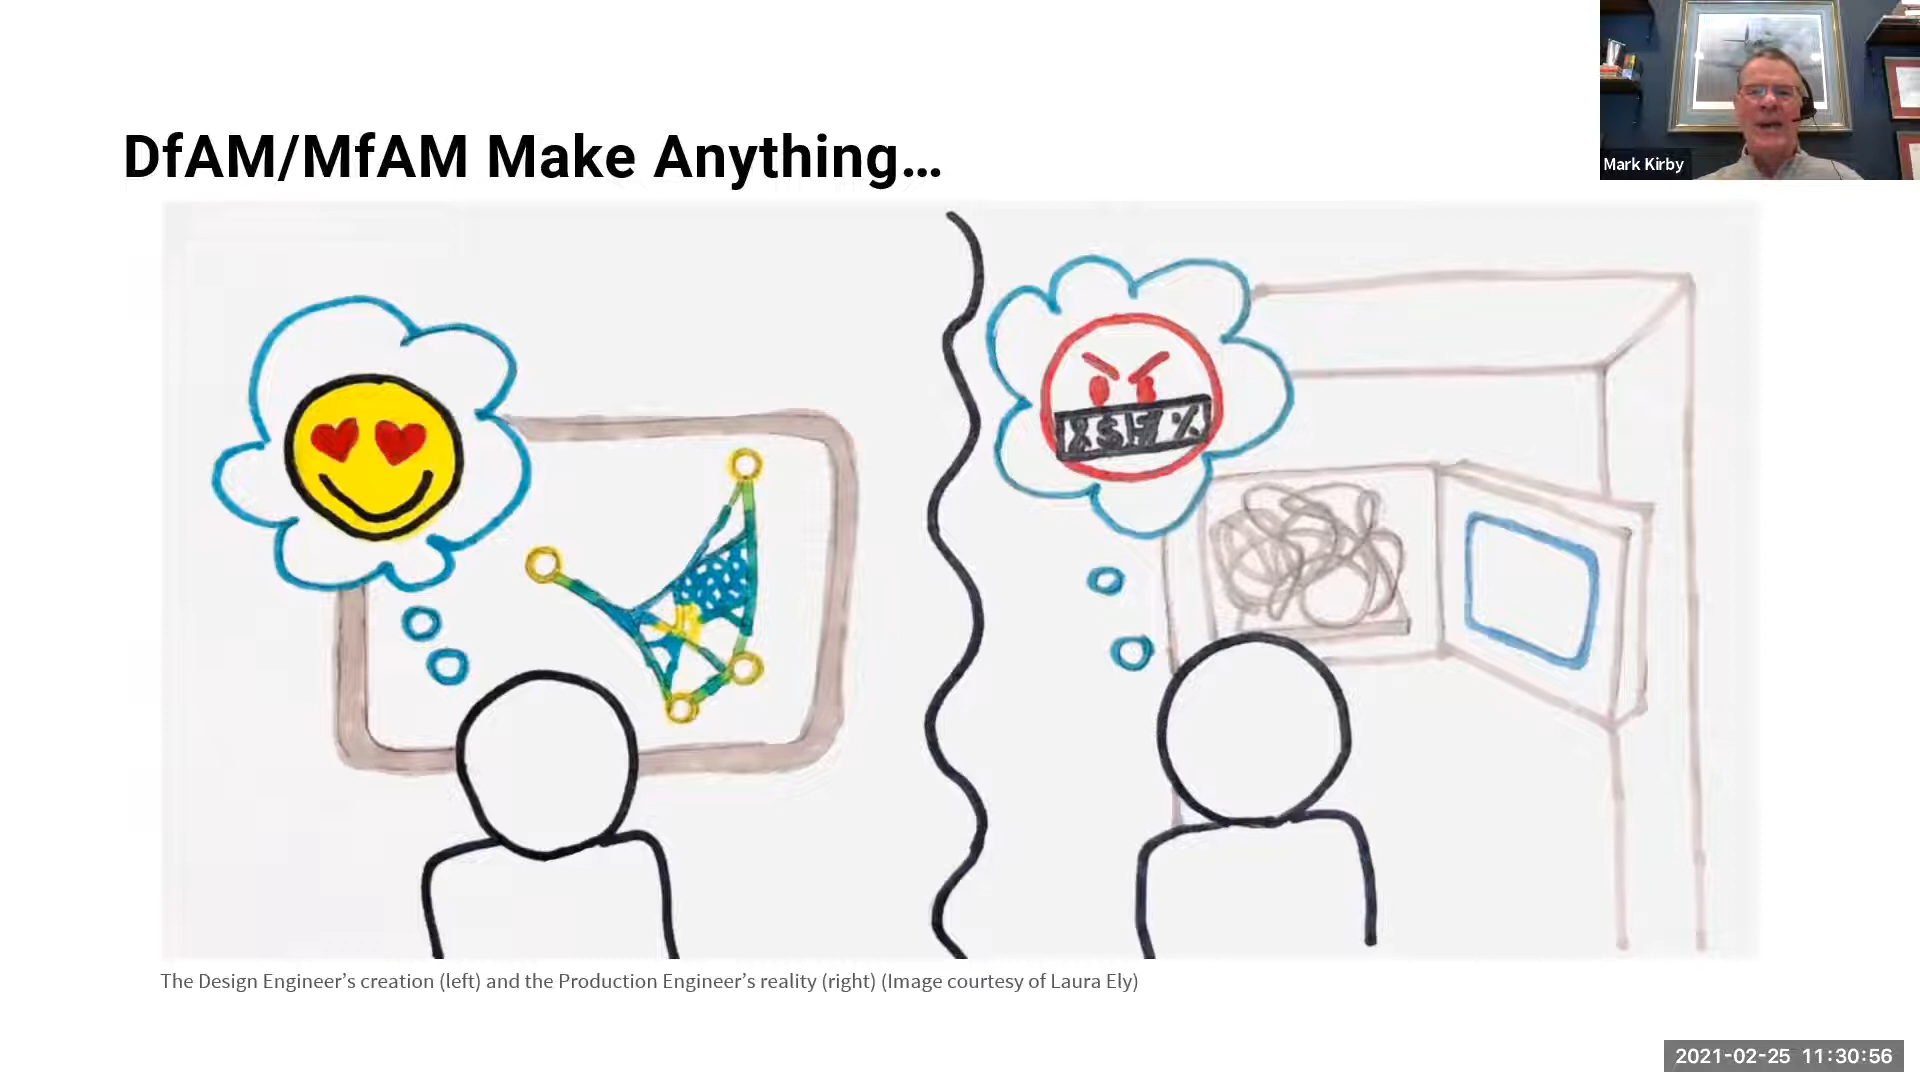 DfAM/MfAM Make Anything…
Mark Kirby
The Design Engineer’s creation (left) and the Production Engineer’s reality (right) (Image courtesy of Laura Ely)
2021-02-25 11:30:56